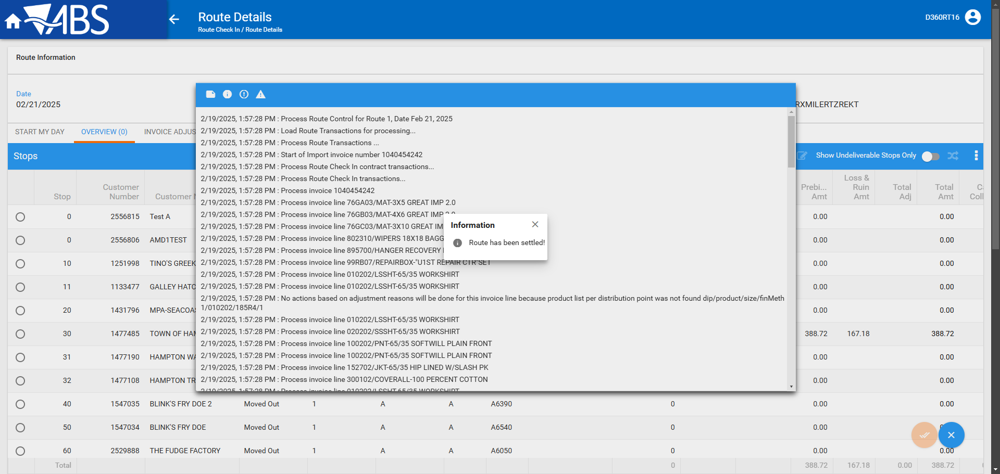 ABS
Route Details
Route Check In / Route Details
D360RT16
Route Information
Date
02/21/2025
RXMILERTZREKT
START MY DAY
OVERVIEW (0)
INVOICE ADJUS
Stops
Show Undeliverable Stops Only
2/19/2025, 1:57:28 PM : Process Route Control for Route 1, Date Feb 21, 2025
2/19/2025, 1:57:28 PM : Load Route Transactions for processing...
2/19/2025, 1:57:28 PM : Process Route Transactions ...
2/19/2025, 1:57:28 PM : Start of Import invoice number 1040454242
2/19/2025, 1:57:28 PM : Process Route Check In contract transactions...
2/19/2025, 1:57:28 PM : Process Route Check In transactions...
2/19/2025, 1:57:28 PM : Process invoice 1040454242
2/19/2025, 1:57:28 PM : Process invoice line 76GA03/MAT-3X5 GREAT IMP 2.0
2/19/2025, 1:57:28 PM : Process invoice line 76GB03/MAT-4X6 GREAT IMP 2.0
2/19/2025, 1:57:28 PM : Process invoice line 76GC03/MAT-3X10 GREAT IM
2/19/2025, 1:57:28 PM : Process invoice line 802310/WIPERS 18X18 BAGG
2/19/2025, 1:57:28 PM : Process invoice line 895700/HANGER RECOVERY
2/19/2025, 1:57:28 PM : Process invoice line 99RB07/REPAIRBOX-"U1ST REPAIR CTR"SET
2/19/2025, 1:57:28 PM : Process invoice line 010202/LSSHT-65/35 WORKSHIRT
2/19/2025, 1:57:28 PM : Process invoice line 010202/LSSHT-65/35 WORKSHIRT
2/19/2025, 1:57:28 PM : No actions based on adjustment reasons will be done for this invoice line because product list per distribution point was not found dip/product/size/finMeth
1/010202/185R4/1
2/19/2025, 1:57:28 PM : Process invoice line 010202/LSSHT-65/35 WORKSHIRT
2/19/2025, 1:57:28 PM : Process invoice line 020202/SSSHT-65/35 WORKSHIRT
2/19/2025, 1:57:28 PM : Process invoice line 100202/PNT-65/35 SOFTWILL PLAIN FRONT
2/19/2025, 1:57:28 PM : Process invoice line 100202/PNT-65/35 SOFTWILL PLAIN FRONT
2/19/2025, 1:57:28 PM : Process invoice line 152702/JKT-65/35 HIP LINED W/SLASH PK
2/19/2025, 1:57:28 PM : Process invoice line 300102/COVERALL-100 PERCENT COTTON
2/19/2025, 1:57:28 PM : Process invoice line 010202/LSSHT-65/35 WORKSHIRT
Information
Route has been settled!
Stop
Customer
Number
Customer
Prebi...
Amt
Loss &
Ruin
Amt
Total
Adj
Total
Amt
Ca
Coll
0 2556815 Test A 0.00 0.00
0 2556806 AMD1TEST 0.00 0.00
10 1251998 TINO'S GREEK 0.00 0.00
11 1133477 GALLEY HATC 0.00 0.00
20 1431796 MPA-SEACOAS 0.00 0.00
30 1477485 TOWN OF HAM 388.72 167.18 388.72
31 1477190 HAMPTON WA 0.00 0.00
32 1477108 HAMPTON TR 0.00 0.00
40 1547035 BLINK'S FRY DOE 2 Moved Out 1 A A A6390 0 0.00 0.00
50 1547034 BLINK'S FRY DOE Moved Out 1 A A A6540 0 0.00
60 2529888 THE FUDGE FACTORY Moved Out 1 A A A6050 0 0.00 0.00
Total 0 388.72 167.18 0.00 388.72